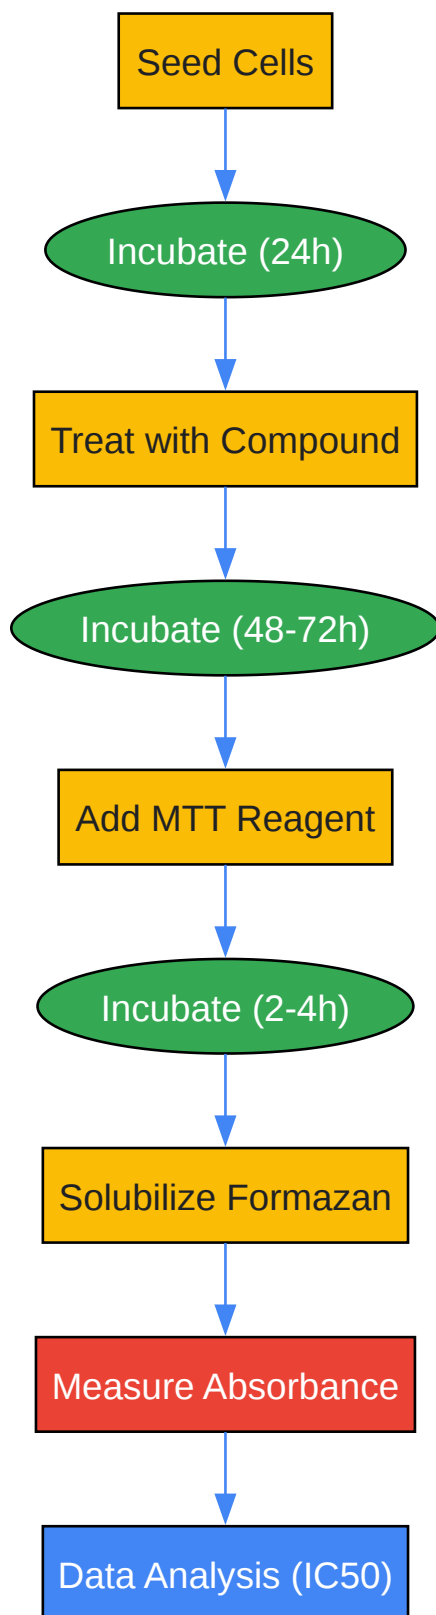 Seed Cells
Incubate (24h)
Treat with Compound
Incubate (48-72h)
Add MTT Reagent
Incubate (2-4h)
Solubilize Formazan
Measure Absorbance
Data Analysis (IC50)